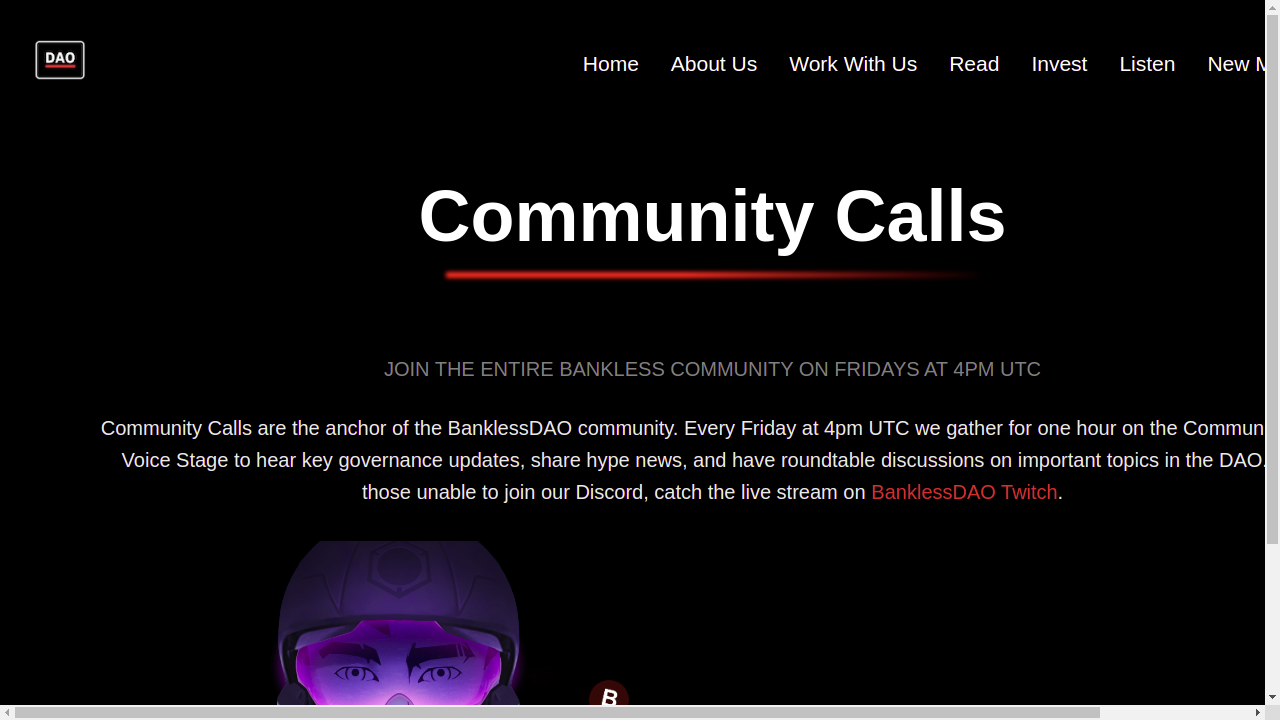 DAO
Home About Us Work With Us Read Invest Listen New M
Community Calls
JOIN THE ENTIRE BANKLESS COMMUNITY ON FRIDAYS AT 4PM UTC
Community Calls are the anchor of the BanklessDAO community. Every Friday at 4pm UTC we gather for one hour on the Commun
Voice Stage to hear key governance updates, share hype news, and have roundtable discussions on important topics in the DAO.
those unable to join our Discord, catch the live stream on BanklessDAO Twitch.
B